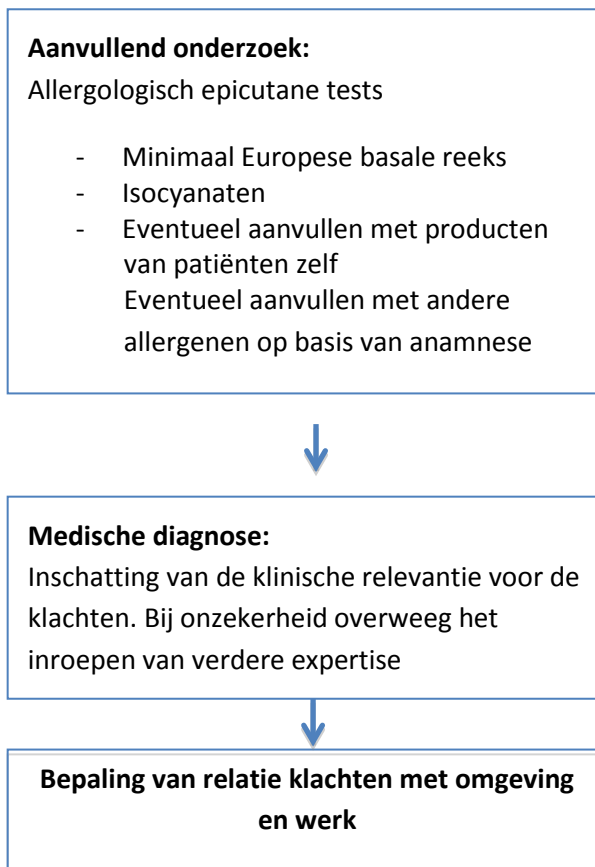 Aanvullend onderzoek:
Allergologisch epicutane tests
- Minimaal Europese basale reeks
- Isocyanaten
- Eventueel aanvullen met producten
van patiënten zelf
Eventueel aanvullen met andere
allergenen op basis van anamnese
Medische diagnose:
Inschatting van de klinische relevantie voor de
klachten. Bij onzekerheid overweeg het
inroepen van verdere expertise
Bepaling van relatie klachten met omgeving
en werk